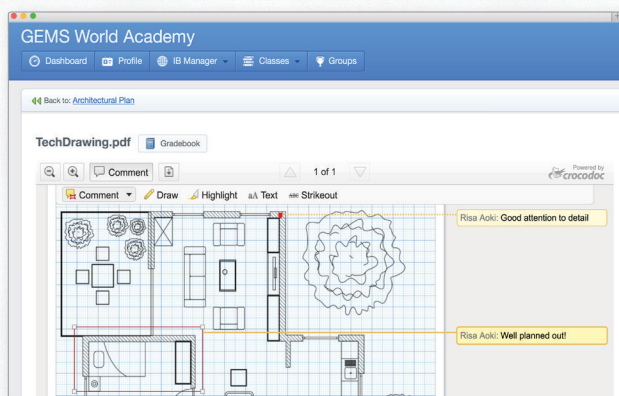 GEMS World Academy
Dashboard Profile IB Manager Classes Groups
Back to: Architectural Plan
TechDrawing.pdf Gradebook
Comment 1 of 1 Powered by
crocodoc
Comment Draw Highlight aA Text ABC Strikeout
Risa Aoki: Good attention to detail
Risa Aoki: Well planned out!